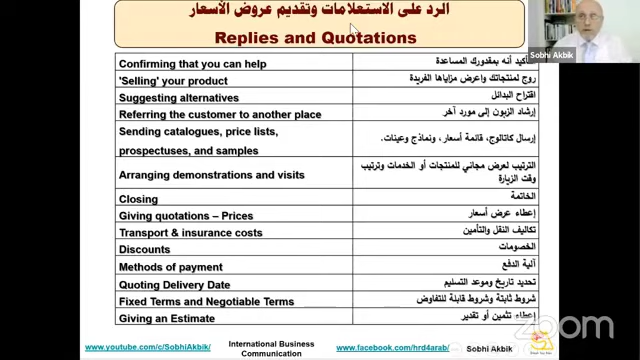 الرد على الاستعلامات وتقديم عروض الأسعار
Replies and Quotations
Sobhi Akbik
Confirming that you can help
تأكيد أنه بمقدورك المساعدة
'Selling' your product
روج لمنتجاتك واعرض مزاياها الفريدة
Suggesting alternatives
اقتراح البدائل
Referring the customer to another place
إرشاد الزبون إلى مورد آخر
Sending catalogues, price lists,
prospectuses, and samples
إرسال كاتالوج، قائمة أسعار، ونماذج وعينات.
Arranging demonstrations and visits
الترتيب لعرض مجاني للمنتجات أو الخدمات وترتيب
وقت الزيارة
Closing
الخاتمة
Giving quotations – Prices
إعطاء عرض أسعار
Transport & insurance costs
تكاليف النقل والتأمين
Discounts
الخصومات
Methods of payment
آلية الدفع
Quoting Delivery Date
تحديد تاريخ وموعد التسليم
Fixed Terms and Negotiable Terms
شروط ثابتة وشروط قابلة للتفاوض
Giving an Estimate
إعطاء تثمين أو تقدير
zoom
www.youtube.com/c/SobhiAkbik/
International Business
Communication
www.facebook.com/hrd4arab/
Sobhi Akbik